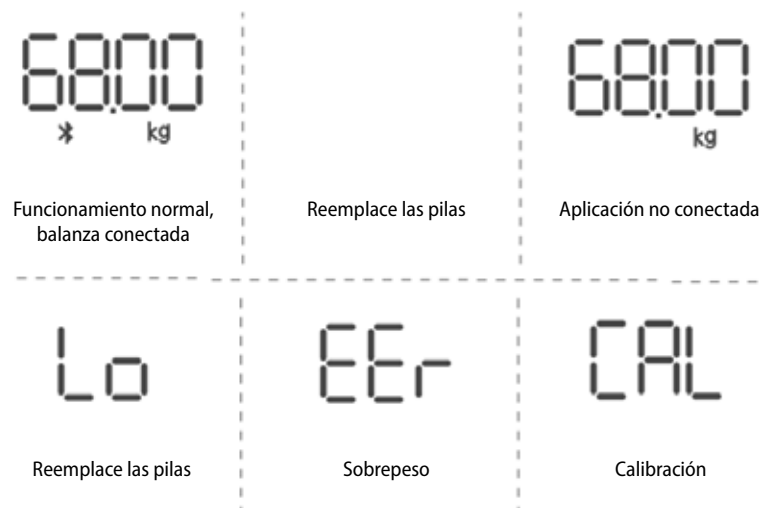 68.00
kg
68.00
kg
Funcionamiento normal,
balanza conectada
Reemplace las pilas
Aplicación no conectada
Lo
EEr
CAL
Reemplace las pilas
Sobrepeso
Calibración